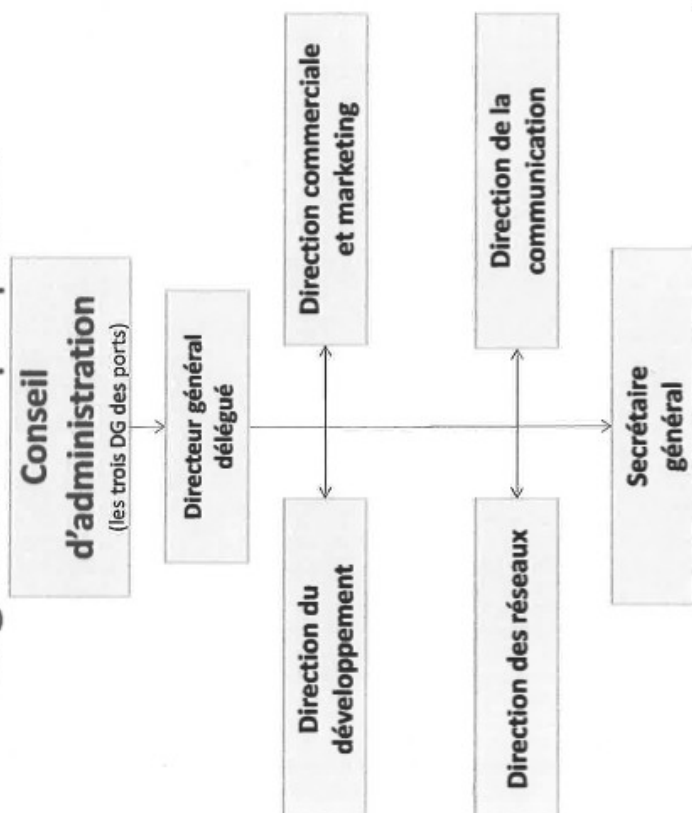 Conseil
d'administration
(les trois DG des ports)
Directeur général
délégué
Direction du
développement
Direction commerciale
et marketing
Direction des réseaux
Direction de la
communication
Secrétaire
général